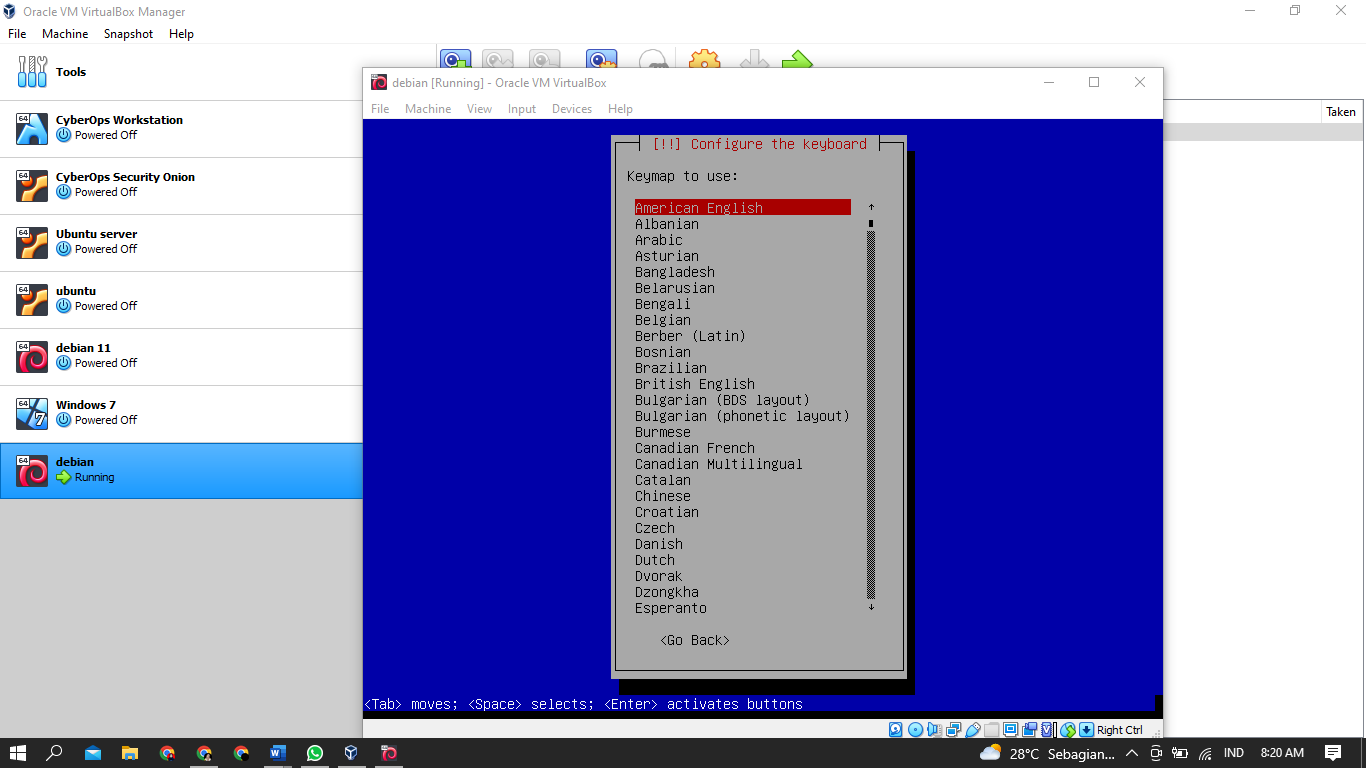 Oracle VM VirtualBox Manager
File Machine Snapshot Help
Tools
Taken
64
CyberOps Workstation
Powered Off
64
CyberOps Security Onion
Powered Off
64
Ubuntu server
Powered Off
64
ubuntu
Powered Off
64
debian 11
Powered Off
64
7
Windows 7
Powered Off
64
debian
Running
debian [Running] - Oracle VM VirtualBox
File Machine View Input Devices Help
[!!] Configure the keyboard
Keymap to use:
American English
Albanian
Arabic
Asturian
Bangladesh
Belarusian
Bengali
Belgian
Berber (Latin)
Bosnian
Brazilian
British English
Bulgarian (BDS layout)
Bulgarian (phonetic layout)
Burmese
Canadian French
Canadian Multilingual
Catalan
Chinese
Croatian
Czech
Danish
Dutch
Dvorak
Dzongkha
Esperanto
<Go Back>
<Tab> moves; <Space> selects; <Enter> activates buttons
Right Ctrl
28°C Sebagian... IND 8:20 AM